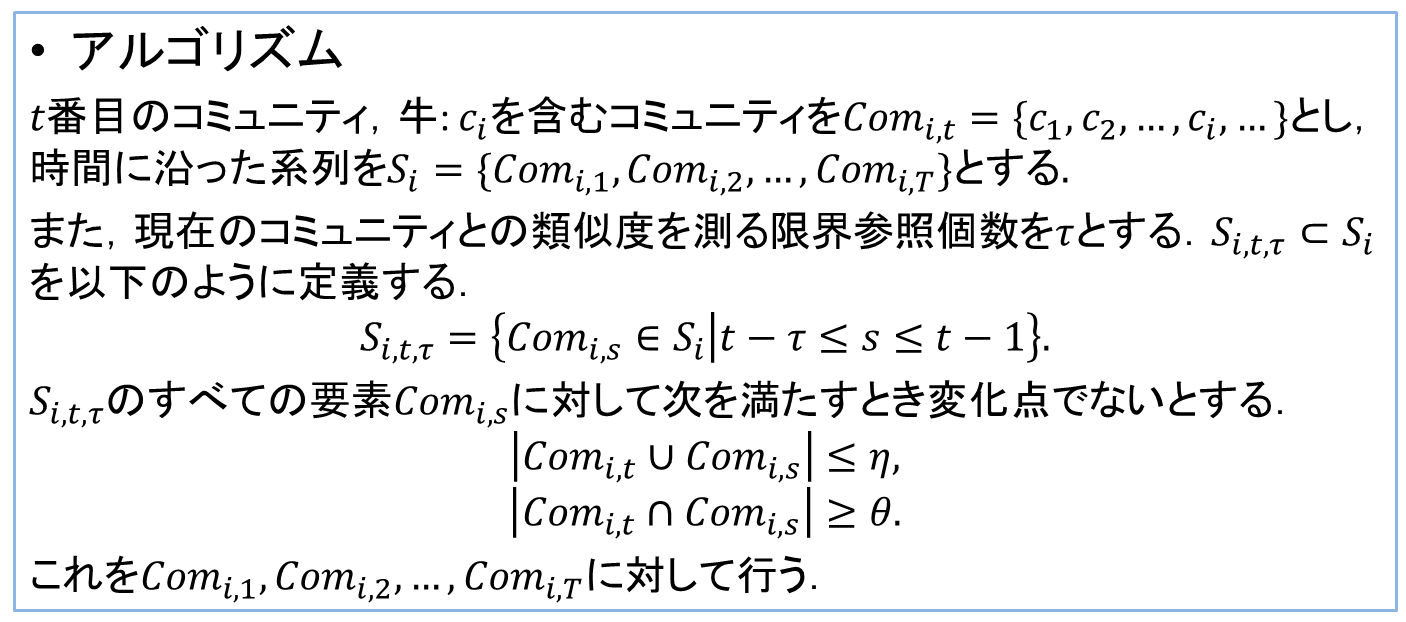 • アルゴリズム
t番目のコミュニティ, 牛: c_iを含むコミュニティをCom_{i,t} = {c_1, c_2, …, c_i, …}とし,
時間に沿った系列をS_i = {Com_{i,1}, Com_{i,2}, …, Com_{i,T}}とする.
また, 現在のコミュニティとの類似度を測る限界参照個数をτとする. S_{i,t,τ} ⊂ S_i
を以下のように定義する.
S_{i,t,τ} = {Com_{i,s} ∈ S_i|t − τ ≤ s ≤ t − 1}.
S_{i,t,τ}のすべての要素Com_{i,s}に対して次を満たすとき変化点でないとする.
|Com_{i,t} ∪ Com_{i,s}| ≤ η,
|Com_{i,t} ∩ Com_{i,s}| ≥ θ.
これをCom_{i,1}, Com_{i,2}, …, Com_{i,T}に対して行う.